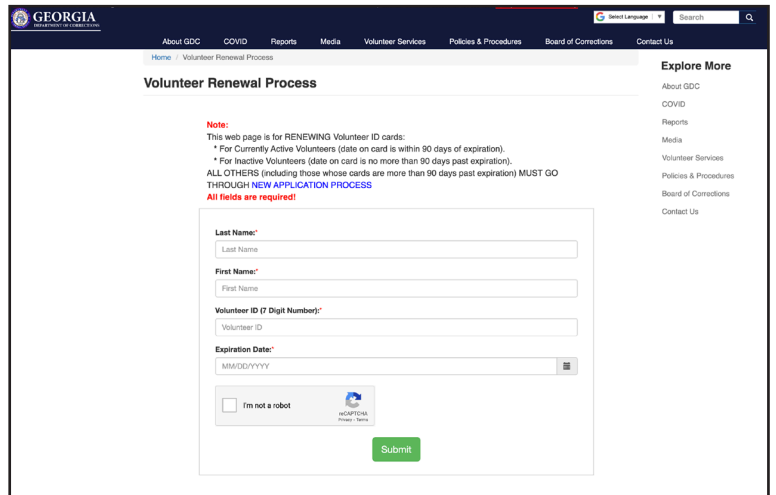 GEORGIA
DEPARTMENT OF CORRECTIONS
Select Language ▼
Search
About GDC COVID Reports Media Volunteer Services Policies & Procedures Board of Corrections Contact Us
Home / Volunteer Renewal Process
Volunteer Renewal Process
Note:
This web page is for RENEWING Volunteer ID cards:
* For Currently Active Volunteers (date on card is within 90 days of expiration).
* For Inactive Volunteers (date on card is no more than 90 days past expiration).
ALL OTHERS (including those whose cards are more than 90 days past expiration) MUST GO
THROUGH NEW APPLICATION PROCESS
All fields are required!
Last Name:*
Last Name
First Name:*
First Name
Volunteer ID (7 Digit Number):*
Volunteer ID
Expiration Date:*
MM/DD/YYYY
I'm not a robot
reCAPTCHA
Privacy - Terms
Submit
Explore More
About GDC
COVID
Reports
Media
Volunteer Services
Policies & Procedures
Board of Corrections
Contact Us